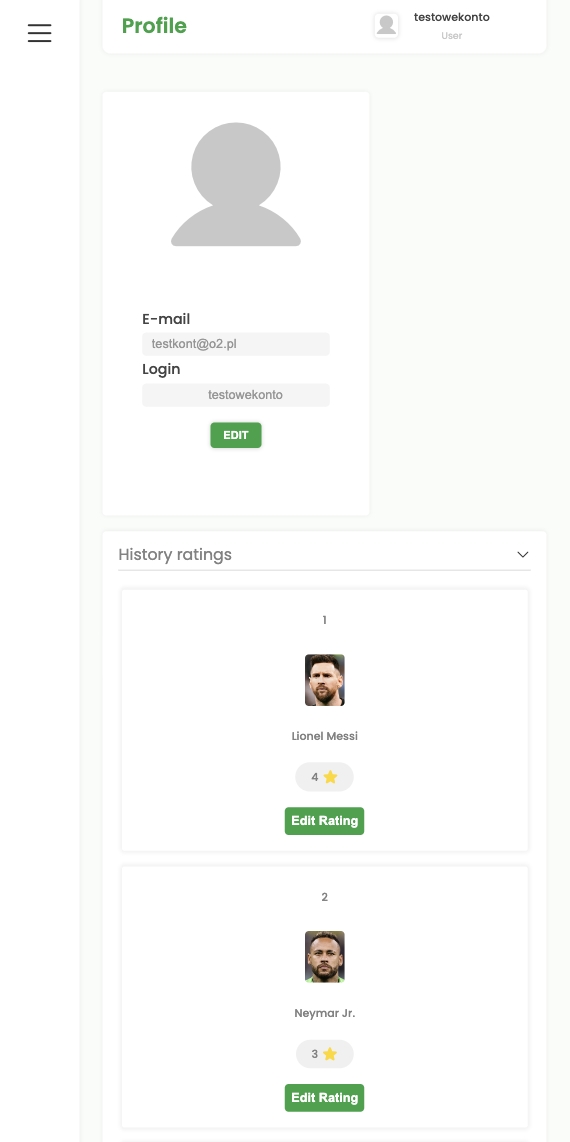 Profile
testowekonto
User
E-mail
testkont@o2.pl
Login
testowekonto
EDIT
History ratings
1
Lionel Messi
4
Edit Rating
2
Neymar Jr.
3
Edit Rating